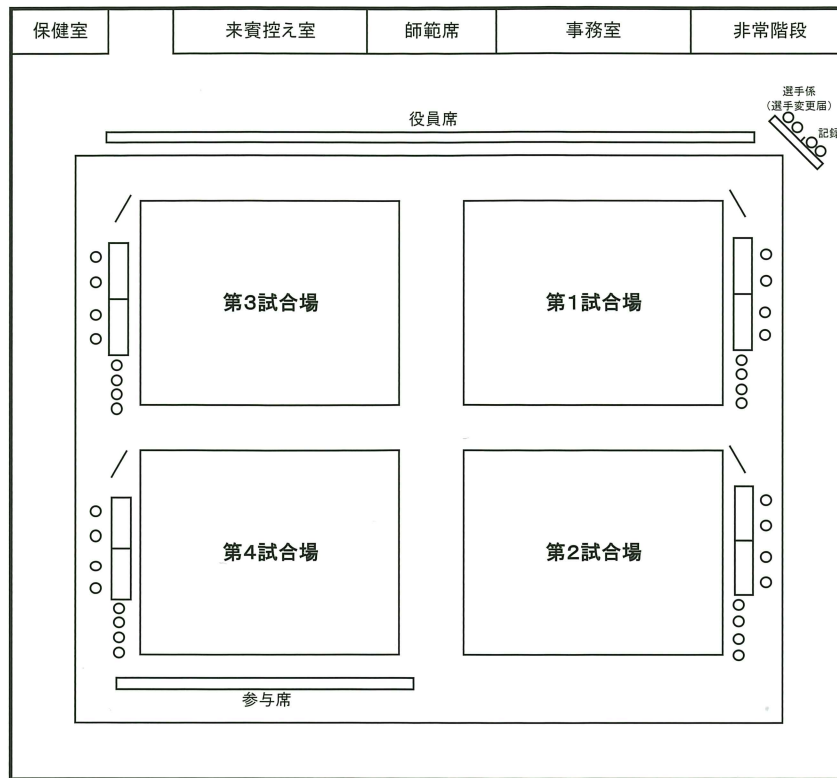 保健室
来賓控え室
師範席
事務室
非常階段
選手係
(選手変更届)
記録
役員席
第3試合場
第1試合場
第4試合場
第2試合場
参与席